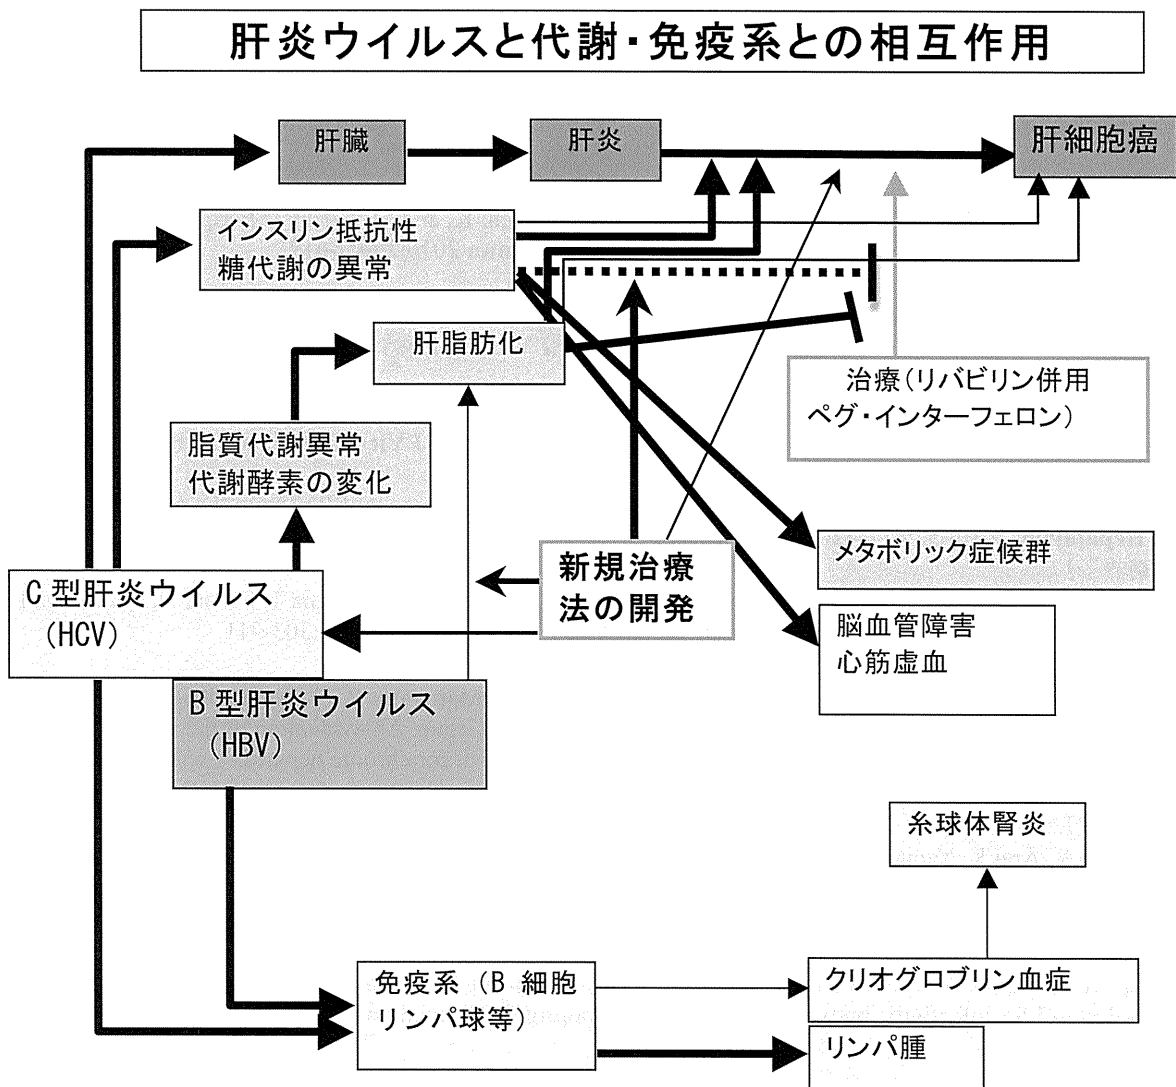 肝炎ウイルスと代謝・免疫系との相互作用
肝臓
肝炎
肝細胞癌
インスリン抵抗性
糖代謝の異常
肝脂肪化
治療(リバビリン併用
ペグ・インターフェロン)
脂質代謝異常
代謝酵素の変化
メタボリック症候群
新規治療
法の開発
C 型肝炎ウイルス
(HCV)
脳血管障害
心筋虚血
B 型肝炎ウイルス
(HBV)
糸球体腎炎
免疫系 (B 細胞
リンパ球等)
クリオグロブリン血症
リンパ腫